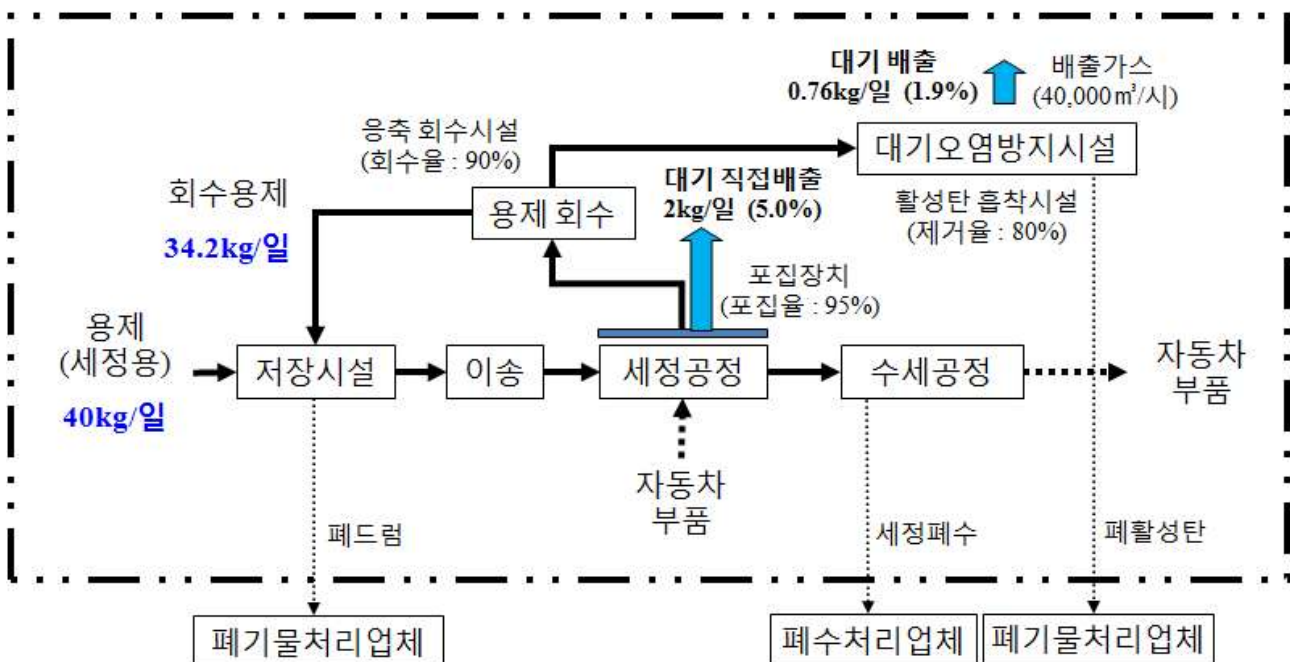 대기 배출
0.76kg/일 (1.9%)
배출가스
(40,000㎥/시)
응축 회수시설
(회수율 : 90%)
대기오염방지시설
회수용제
34.2kg/일
용제 회수
대기 직접배출
2kg/일 (5.0%)
활성탄 흡착시설
(제거율 : 80%)
포집장치
(포집율 : 95%)
용제
(세정용)
40kg/일
저장시설
이송
세정공정
수세공정
자동차
부품
자동차
부품
폐드럼
세정폐수
폐활성탄
폐기물처리업체
폐수처리업체
폐기물처리업체